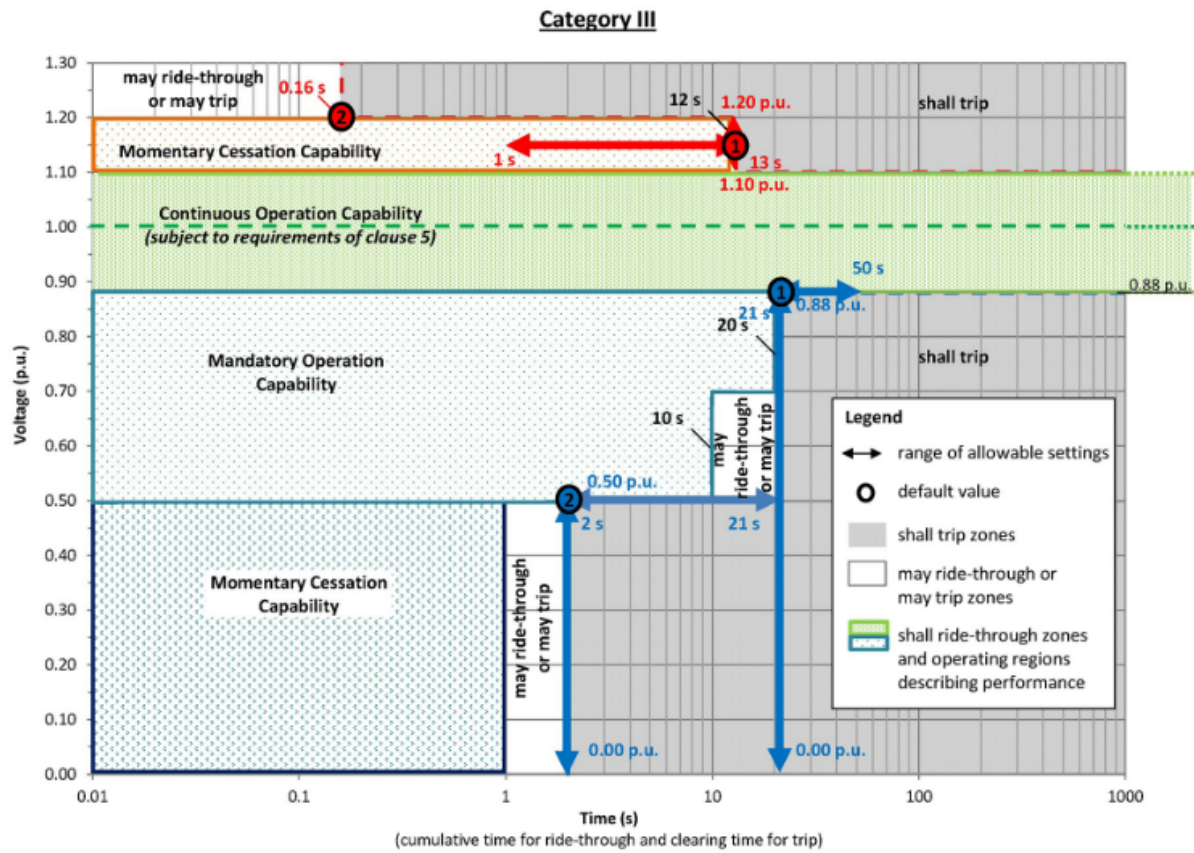 Category III
1.30
1.20
1.10
1.00
0.90
0.80
0.70
0.60
0.50
0.40
0.30
0.20
0.10
0.00
Voltage (p.u.)
may ride-through
or may trip
0.16 s
2
12 s
1.20 p.u.
shall trip
Momentary Cessation Capability
1 s
1
13 s
1.10 p.u.
Continuous Operation Capability
(subject to requirements of clause 5)
50 s
0.88 p.u.
1
21 s
0.88 p.u.
20 s
shall trip
Mandatory Operation
Capability
10 s
may
ride-through
or may trip
0.50 p.u.
2
2 s
21 s
Momentary Cessation
Capability
may ride-through
or may trip
0.00 p.u.
0.00 p.u.
Legend
range of allowable settings
default value
shall trip zones
may ride-through or
may trip zones
shall ride-through zones
and operating regions
describing performance
0.01
0.1
1
10
100
1000
Time (s)
(cumulative time for ride-through and clearing time for trip)